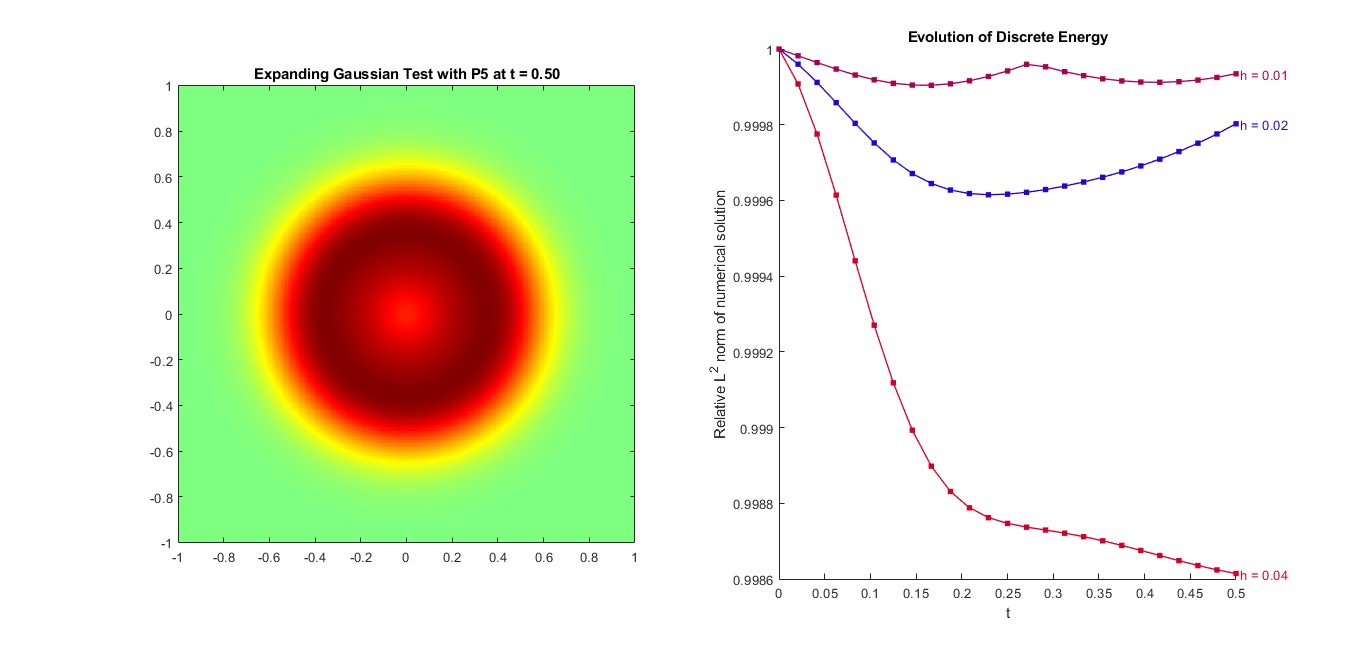 Expanding Gaussian Test with P5 at t = 0.50
1
0.8
0.6
0.4
0.2
0
-0.2
-0.4
-0.6
-0.8
-1
-1 -0.8 -0.6 -0.4 -0.2 0 0.2 0.4 0.6 0.8 1
Evolution of Discrete Energy
Relative L² norm of numerical solution
1
0.9998
0.9996
0.9994
0.9992
0.999
0.9988
0.9986
h = 0.01
h = 0.02
h = 0.04
0 0.05 0.1 0.15 0.2 0.25 0.3 0.35 0.4 0.45 0.5
t